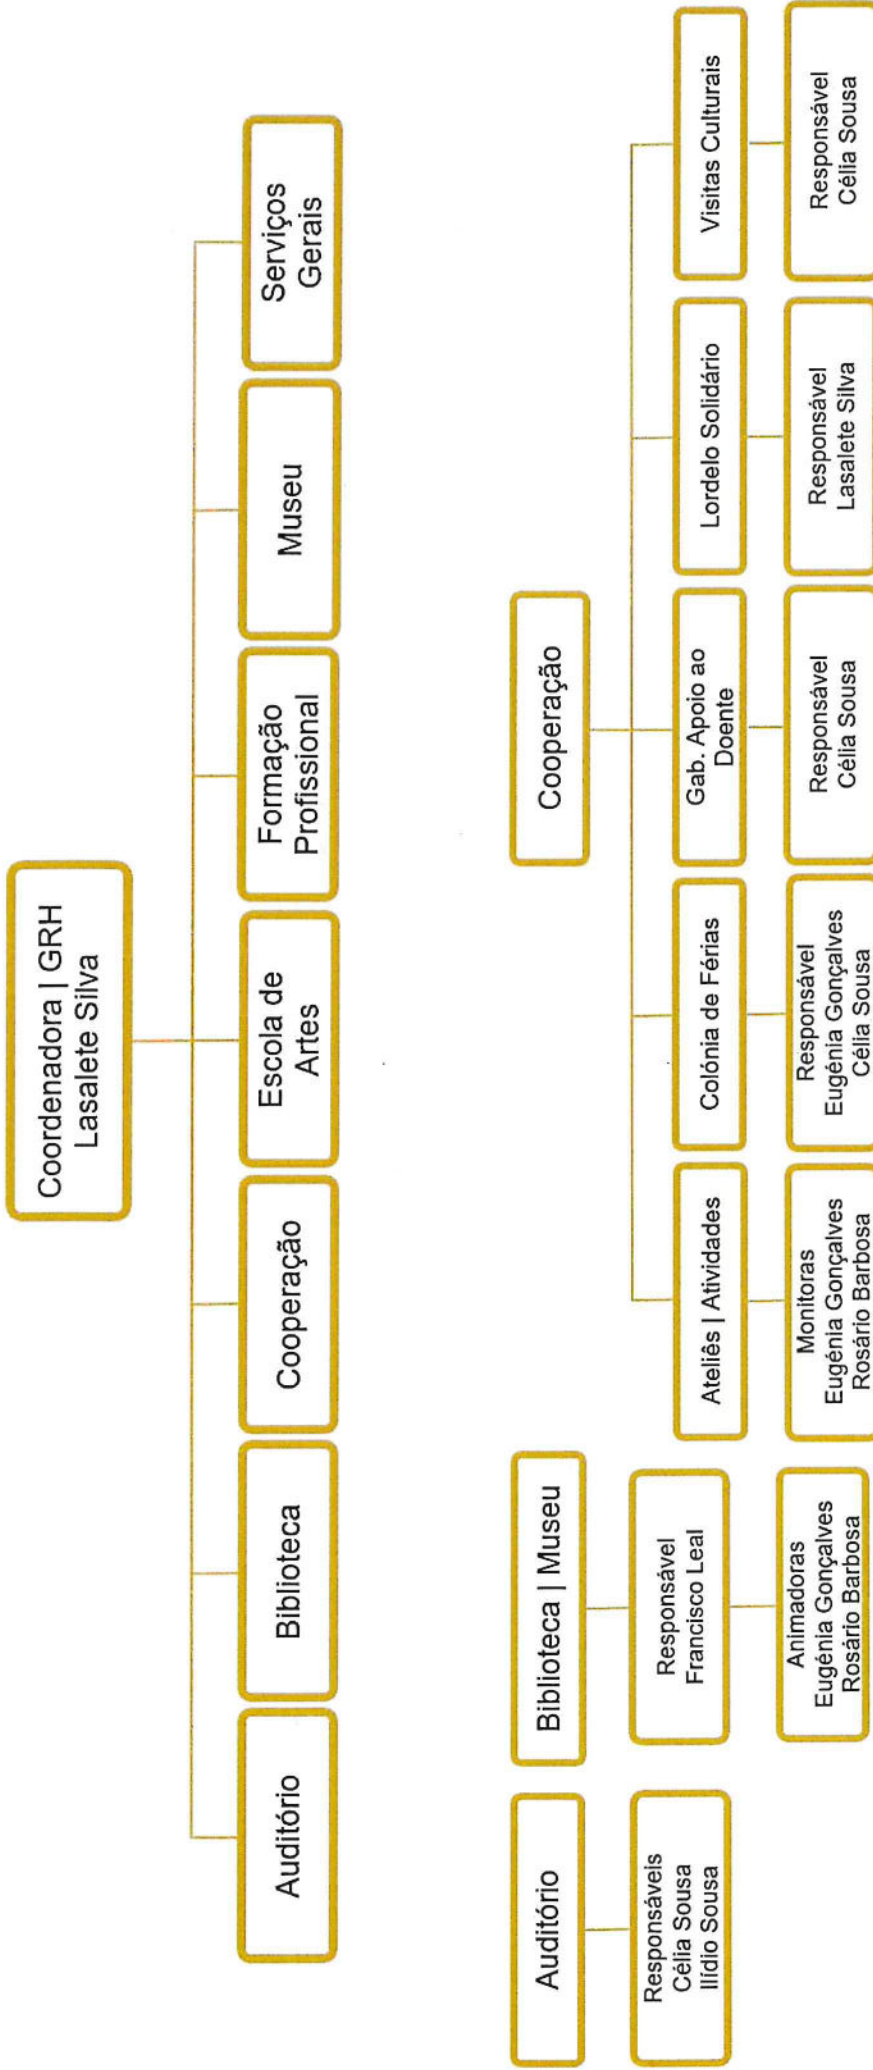 Coordenadora | GRH
Lasalete Silva
Auditório
Biblioteca
Cooperação
Escola de
Artes
Formação
Profissional
Museu
Serviços
Gerais
Auditório
Responsáveis
Célia Sousa
Ilídio Sousa
Biblioteca | Museu
Responsável
Francisco Leal
Animadoras
Eugénia Gonçalves
Rosário Barbosa
Cooperação
Ateliês | Atividades
Monitoras
Eugénia Gonçalves
Rosário Barbosa
Colónia de Férias
Responsável
Eugénia Gonçalves
Célia Sousa
Gab. Apoio ao
Doente
Responsável
Célia Sousa
Lordelo Solidário
Responsável
Lasalete Silva
Visitas Culturais
Responsável
Célia Sousa